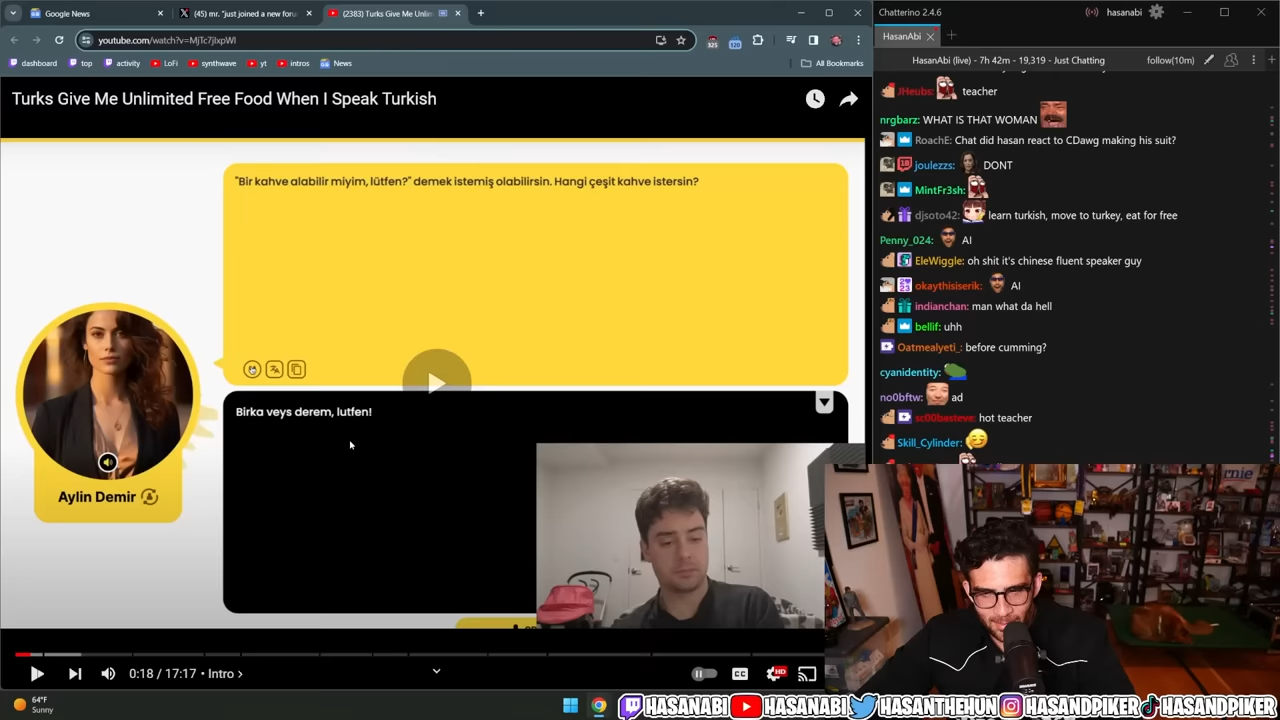 Google News
(45) mr. "just joined a new foru
(2383) Turks Give Me Unlimited
youtube.com/watch?v=MjTc7jIxpWI
325
120
dashboard
top
activity
LoFi
synthwave
yt
intros
News
All Bookmarks
Turks Give Me Unlimited Free Food When I Speak Turkish
"Bir kahve alabilir miyim, lütfen?" demek istemiş olabilirsin. Hangi çeşit kahve istersin?
Birka veys derem, lutfen!
Aylin Demir
0:18 / 17:17 • Intro
CC
HD
64°F
Sunny
Chatterino 2.4.6
hasanabi
HasanAbi
HasanAbi (live) - 7h 42m - 19,319 - Just Chatting
follow(10m)
JHeubs: teacher
nrgbarz: WHAT IS THAT WOMAN
RoachE: Chat did hasan react to CDawg making his suit?
joulezzs: DONT
MintFr3sh:
djsoto42: learn turkish, move to turkey, eat for free
Penny_024: AI
EleWiggle: oh shit it's chinese fluent speaker guy
okaythisiserik: AI
indianchan: man what da hell
bellif: uhh
Oatmealyeti_: before cumming?
cyanidentity:
no0bftw: ad
sc00basteve: hot teacher
Skill_Cylinder:
HASANABI
HASANABI
HASANTHEHUN
HASANDPIKER
HASANDPIKER